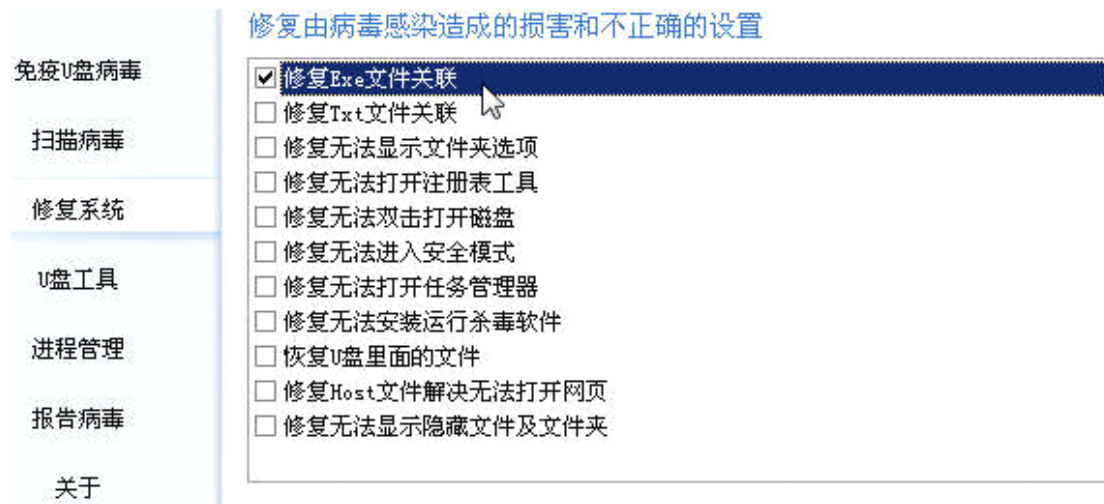 修复由病毒感染造成的损害和不正确的设置
免疫U盘病毒
扫描病毒
修复系统
U盘工具
进程管理
报告病毒
关于
修复Exe文件关联
修复Txt文件关联
修复无法显示文件夹选项
修复无法打开注册表工具
修复无法双击打开磁盘
修复无法进入安全模式
修复无法打开任务管理器
修复无法安装运行杀毒软件
恢复U盘里面的文件
修复Host文件解决无法打开网页
修复无法显示隐藏文件及文件夹